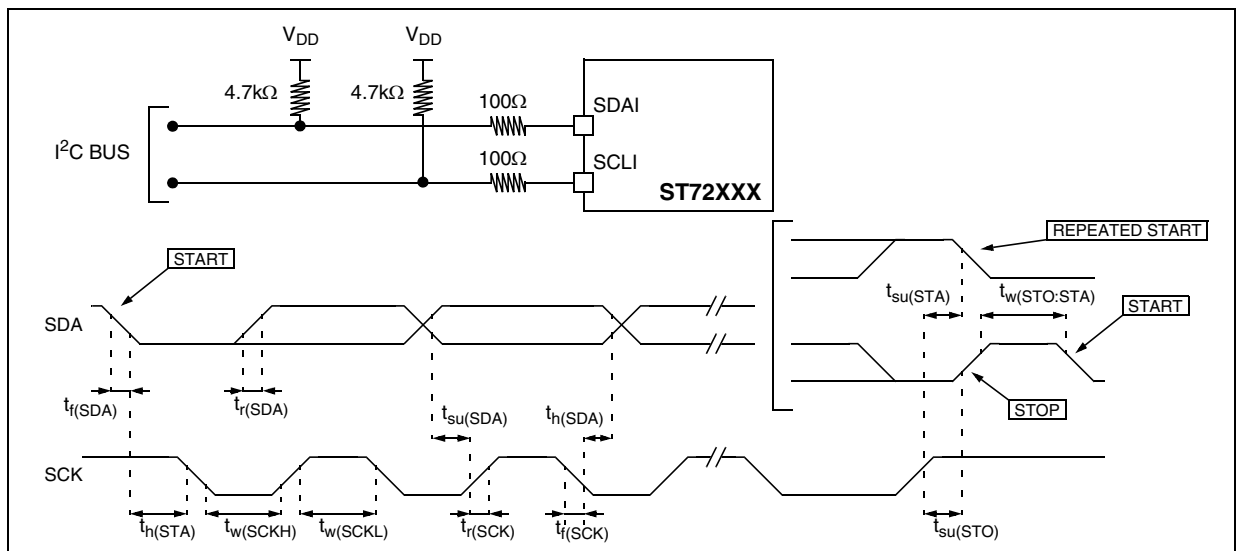 V_DD V_DD
4.7kΩ 4.7kΩ
100Ω
SDAI
I²C BUS
100Ω
SCLI
ST72XXX
REPEATED START
START
t_su(STA) t_w(STO:STA)
START
SDA
t_f(SDA) t_r(SDA)
STOP
t_su(SDA) t_h(SDA)
SCK
t_h(STA) t_w(SCKH) t_w(SCKL) t_r(SCK) t_f(SCK) t_su(STO)